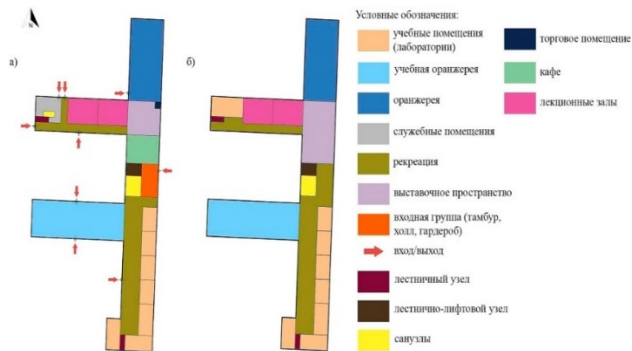 Условные обозначения:
а)
б)
учебные помещения
(лаборатории)
учебная оранжерея
оранжерея
служебные помещения
рекреация
выставочное пространство
входная группа (тамбур,
холл, гардероб)
вход/выход
лестничный узел
лестнично-лифтовой узел
санузлы
торговое помещение
кафе
лекционные залы